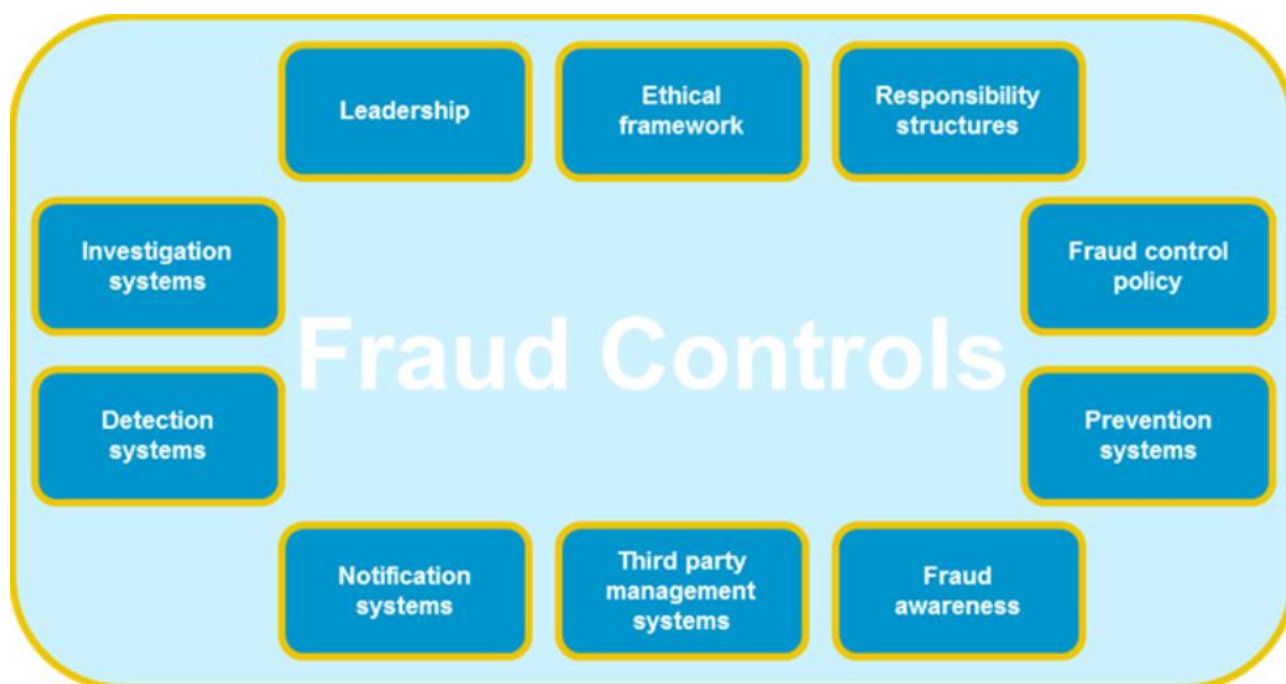 Leadership
Ethical
framework
Responsibility
structures
Investigation
systems
Fraud control
policy
Fraud Controls
Detection
systems
Prevention
systems
Notification
systems
Third party
management
systems
Fraud
awareness